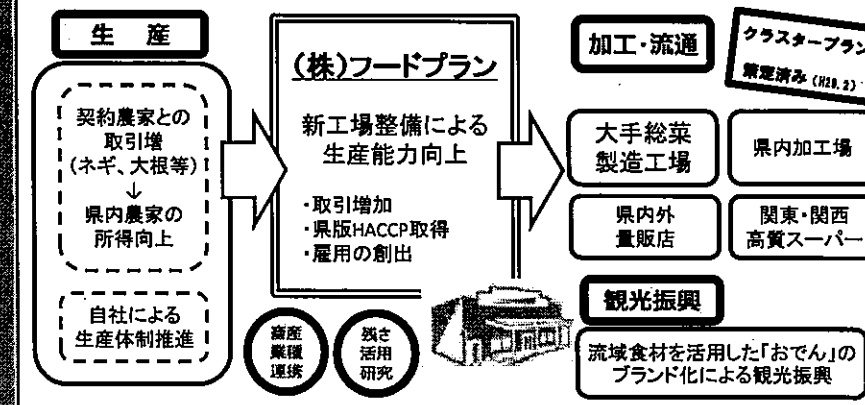 生　産
契約農家との
取引増
(ネギ、大根等)
↓
県内農家の
所得向上
自社による
生産体制推進
(株)フードプラン
新工場整備による
生産能力向上
・取引増加
・県版HACCP取得
・雇用の創出
畜産
業種
連携
残さ
活用
研究
加工・流通
クラスタープラン
策定済み (H29.2)
大手総菜
製造工場
県内加工場
県内外
量販店
関東・関西
高質スーパー
観光振興
流域食材を活用した「おでん」の
ブランド化による観光振興